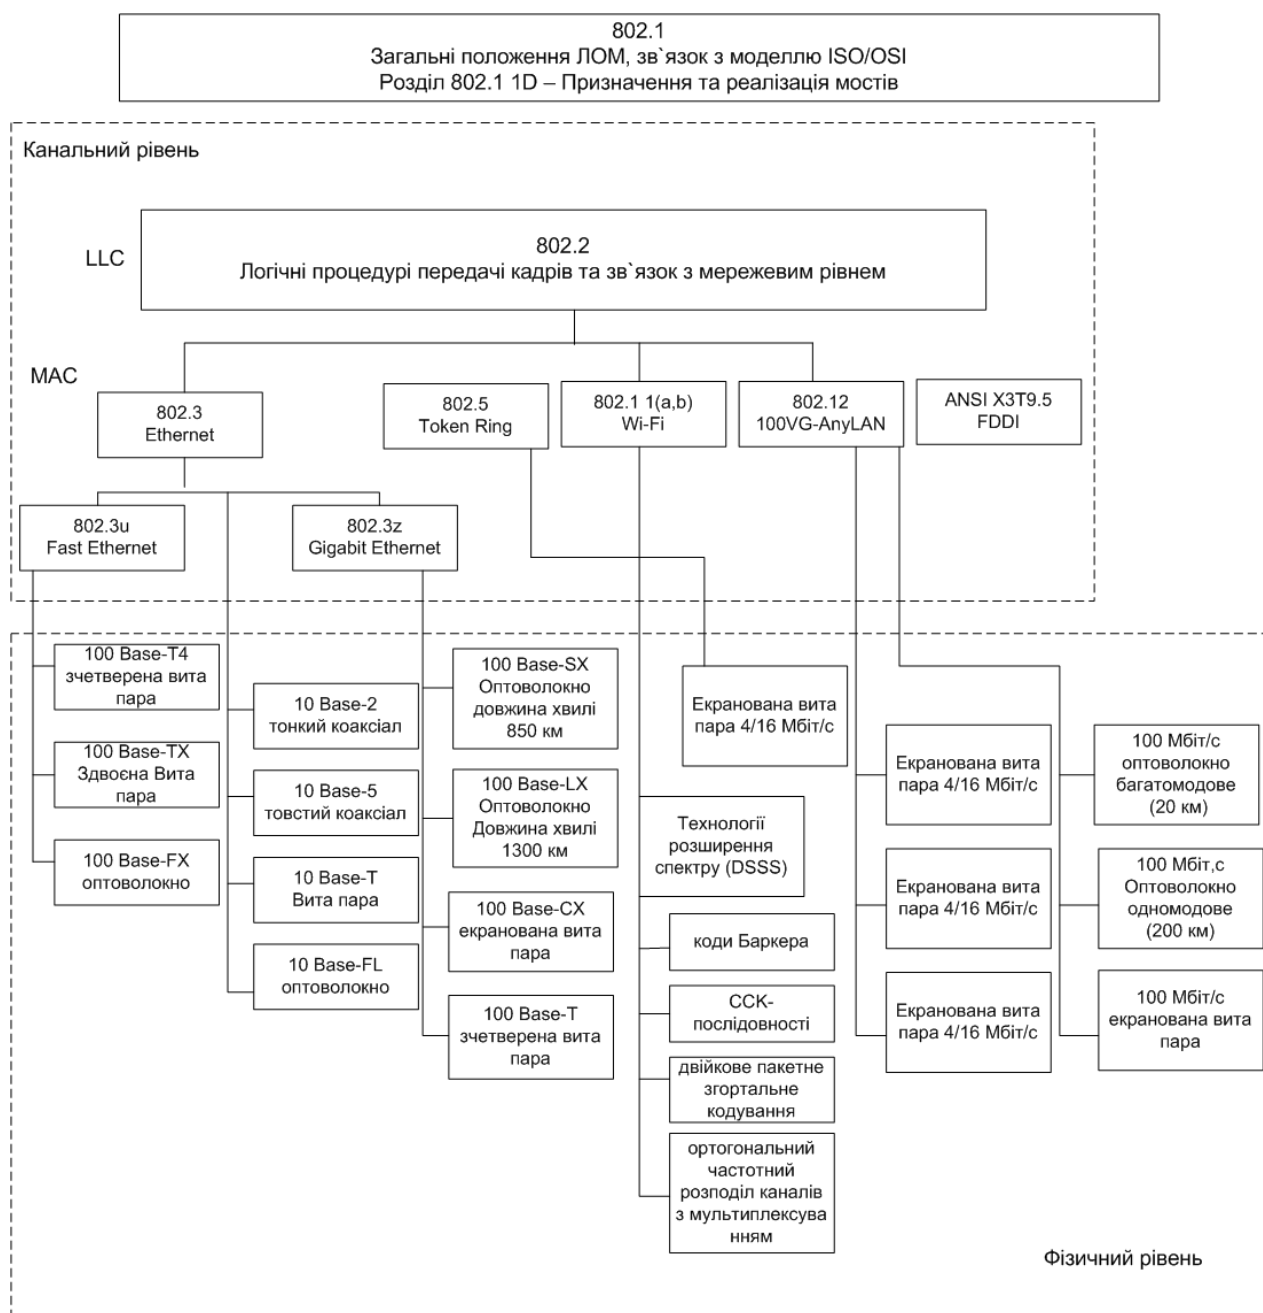 802.1
Загальні положення ЛОМ, зв`язок з моделлю ISO/OSI
Розділ 802.1 1D – Призначення та реалізація мостів
Канальний рівень
LLC
802.2
Логічні процедурі передачі кадрів та зв`язок з мережевим рівнем
MAC
802.3
Ethernet
802.5
Token Ring
802.1 1(a,b)
Wi-Fi
802.12
100VG-AnyLAN
ANSI X3T9.5
FDDI
802.3u
Fast Ethernet
802.3z
Gigabit Ethernet
100 Base-T4
зчетверена вита
пара
100 Base-TX
Здвоєна Вита
пара
100 Base-FX
оптоволокно
10 Base-2
тонкий коаксіал
10 Base-5
товстий коаксіал
10 Base-T
Вита пара
10 Base-FL
оптоволокно
100 Base-SX
Оптоволокно
довжина хвилі
850 км
100 Base-LX
Оптоволокно
Довжина хвилі
1300 км
100 Base-CX
екранована вита
пара
100 Base-T
зчетверена вита
пара
Екранована вита
пара 4/16 Мбіт/с
Технології
розширення
спектру (DSSS)
коди Баркера
CCK-
послідовності
двійкове пакетне
згортальне
кодування
ортогональний
частотний
розподіл каналів
з мультиплексува
нням
Екранована вита
пара 4/16 Мбіт/с
Екранована вита
пара 4/16 Мбіт/с
Екранована вита
пара 4/16 Мбіт/с
100 Мбіт/с
оптоволокно
багатомодове
(20 км)
100 Мбіт,с
Оптоволокно
одномодове
(200 км)
100 Мбіт/с
екранована вита
пара
Фізичний рівень